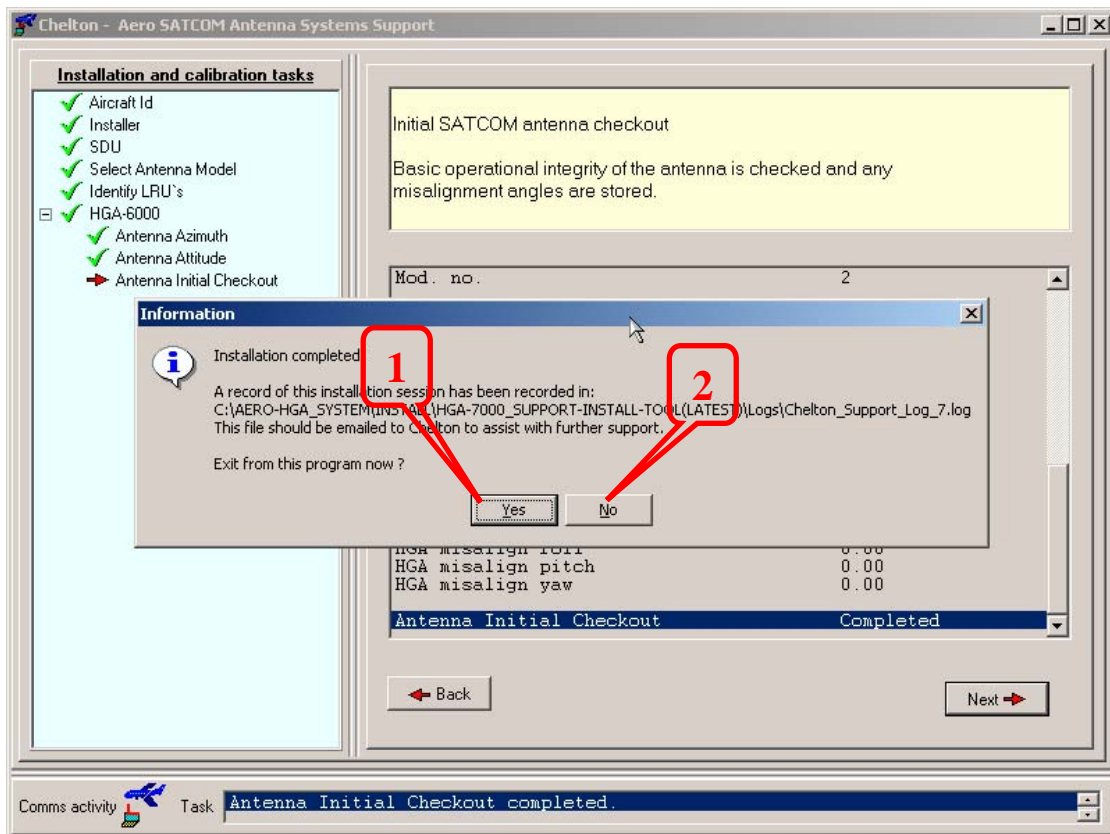 Chelton - Aero SATCOM Antenna Systems Support
Installation and calibration tasks
Aircraft Id
Installer
SDU
Select Antenna Model
Identify LRU`s
HGA-6000
Antenna Azimuth
Antenna Attitude
Antenna Initial Checkout
Initial SATCOM antenna checkout
Basic operational integrity of the antenna is checked and any
misalignment angles are stored.
Mod. no. 2
Information
Installation completed
A record of this installation session has been recorded in:
C:\AERO-HGA_SYSTEM\INSTALL\HGA-7000_SUPPORT-INSTALL-TOOL(LATEST)\Logs\Chelton_Support_Log_7.log
This file should be emailed to Chelton to assist with further support.
Exit from this program now ?
1
2
Yes No
HGA misalign roll 0.00
HGA misalign pitch 0.00
HGA misalign yaw 0.00
Antenna Initial Checkout Completed
Back
Next
Comms activity Task Antenna Initial Checkout completed.